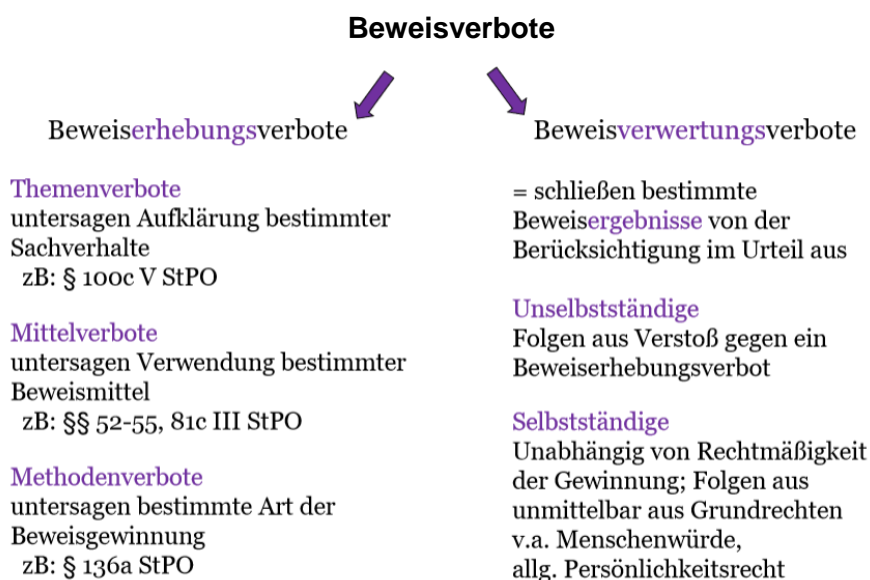 Beweisverbote
Beweiserhebungsverbote
Themenverbote
untersagen Aufklärung bestimmter
Sachverhalte
zB: § 100c V StPO
Mittelverbote
untersagen Verwendung bestimmter
Beweismittel
zB: §§ 52-55, 81c III StPO
Methodenverbote
untersagen bestimmte Art der
Beweisgewinnung
zB: § 136a StPO
Beweisverwertungsverbote
= schließen bestimmte
Beweisergebnisse von der
Berücksichtigung im Urteil aus
Unselbstständige
Folgen aus Verstoß gegen ein
Beweiserhebungsverbot
Selbstständige
Unabhängig von Rechtmäßigkeit
der Gewinnung; Folgen aus
unmittelbar aus Grundrechten
v.a. Menschenwürde,
allg. Persönlichkeitsrecht